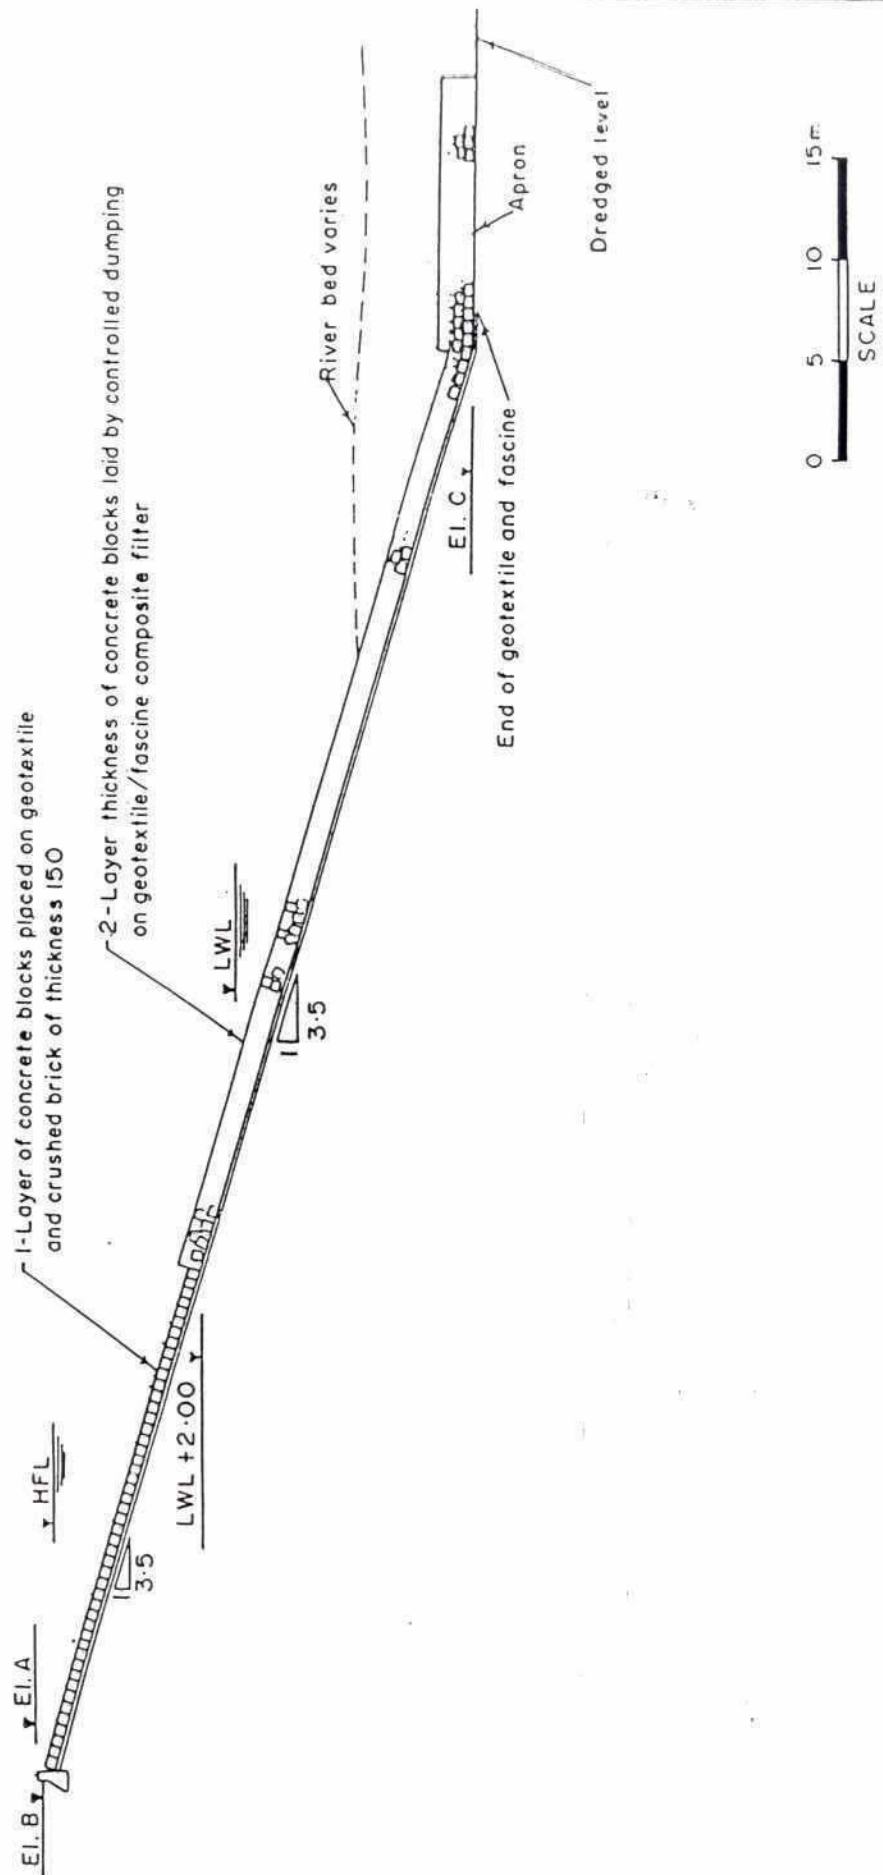 1-Layer of concrete blocks placed on geotextile
and crushed brick of thickness 150
2-Layer thickness of concrete blocks laid by controlled dumping
on geotextile/fascine composite filter
El. B
El. A
HFL
1
3·5
LWL +2·00
LWL
1
3·5
River bed varies
El. C
End of geotextile and fascine
Apron
Dredged level
0
5
10
15m
SCALE